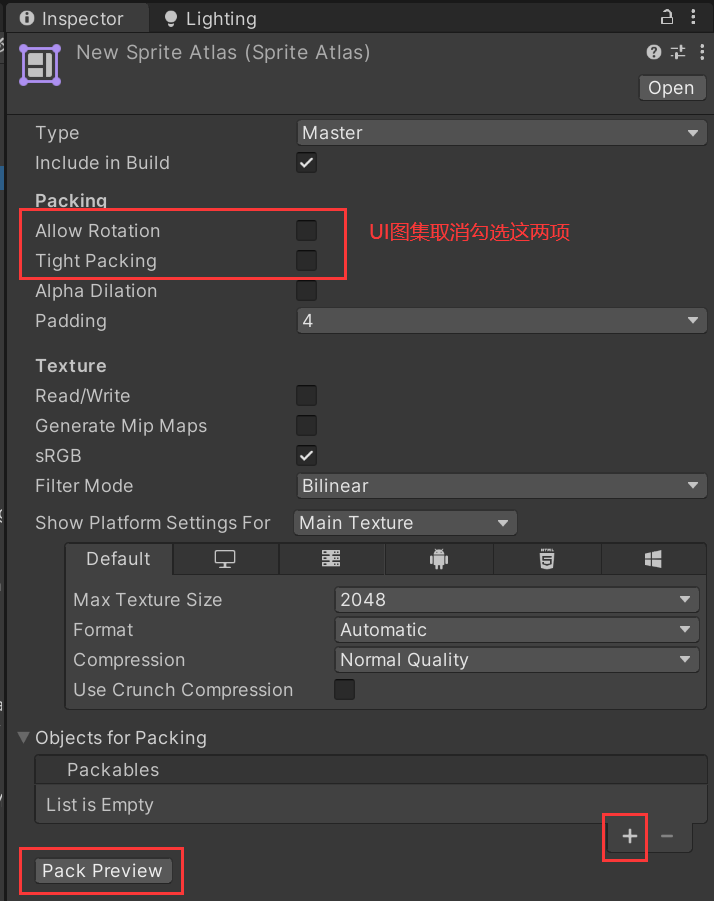 Inspector Lighting
New Sprite Atlas (Sprite Atlas)
Open
Type Master
Include in Build
Packing
Allow Rotation UI图集取消勾选这两项
Tight Packing
Alpha Dilation
Padding 4
Texture
Read/Write
Generate Mip Maps
sRGB
Filter Mode Bilinear
Show Platform Settings For Main Texture
Default HTML 5
Max Texture Size 2048
Format Automatic
Compression Normal Quality
Use Crunch Compression
Objects for Packing
Packables
List is Empty
Pack Preview